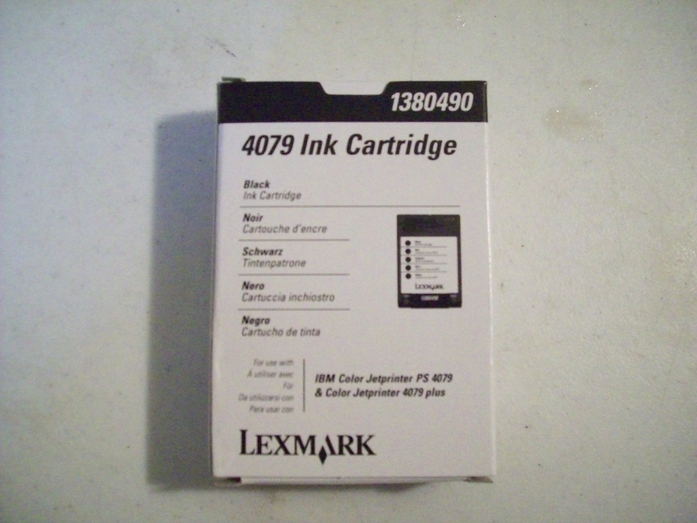 1380490
4079 Ink Cartridge
Black
Ink Cartridge
Noir
Cartouche d'encre
Schwarz
Tintenpatrone
Nero
Cartuccia inchiostro
Negro
Cartucho de tinta
For use with
À utiliser avec
Für
Da utilizzarsi con
Para usar con
IBM Color Jetprinter PS 4079
& Color Jetprinter 4079 plus
LEXMARK
LEXMARK